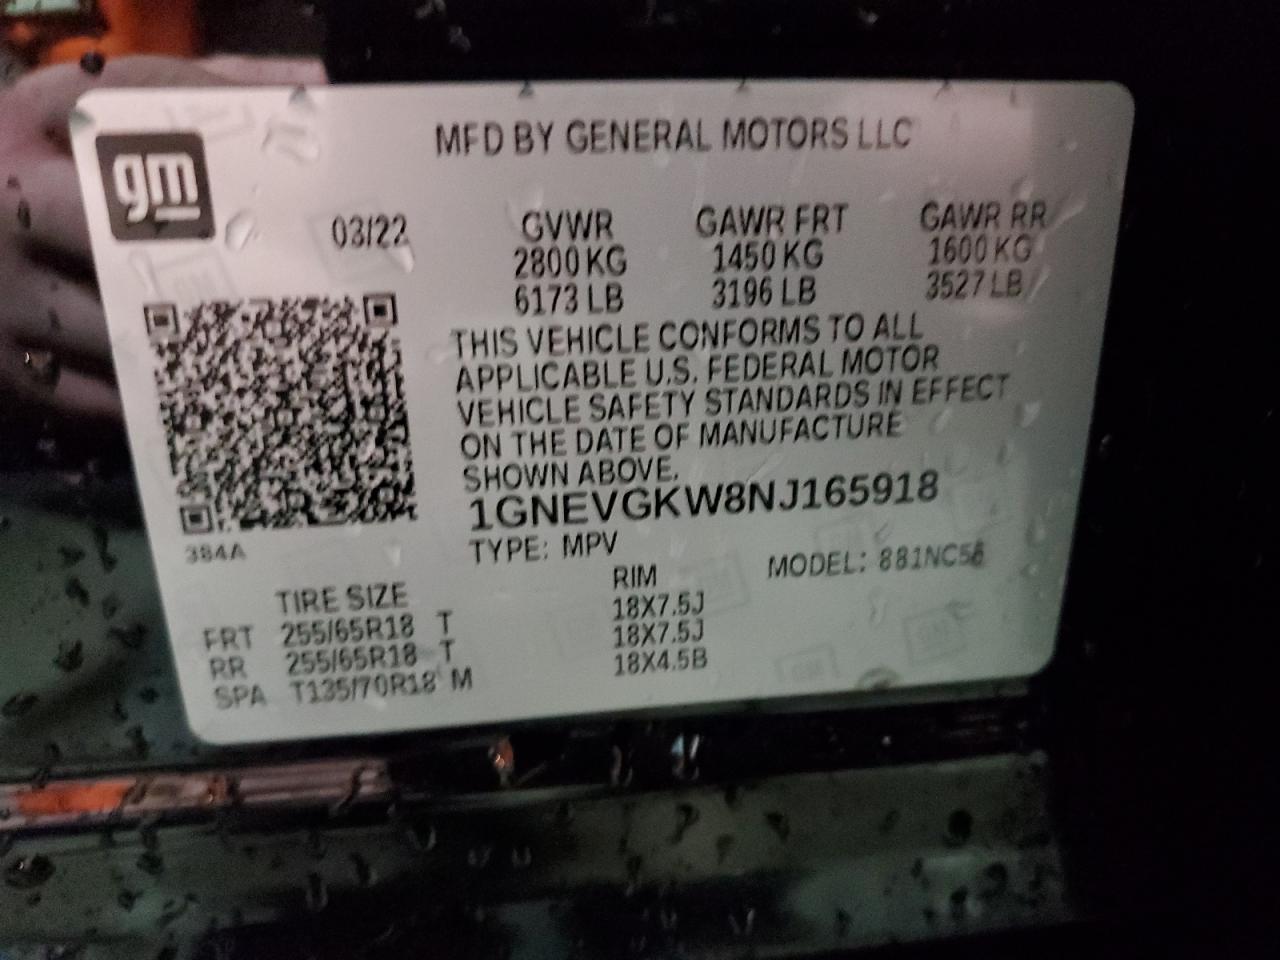 gm
MFD BY GENERAL MOTORS LLC
03/22 GVWR GAWR FRT GAWR RR
2800 KG 1450 KG 1600 KG
6173 LB 3196 LB 3527 LB
THIS VEHICLE CONFORMS TO ALL
APPLICABLE U.S. FEDERAL MOTOR
VEHICLE SAFETY STANDARDS IN EFFECT
ON THE DATE OF MANUFACTURE
SHOWN ABOVE.
1GNEVGKW8NJ165918
384A
TYPE: MPV MODEL: 881NC56
TIRE SIZE RIM
FRT 255/65R18 T 18X7.5J
RR 255/65R18 T 18X7.5J
SPA T135/70R18 M 18X4.5B